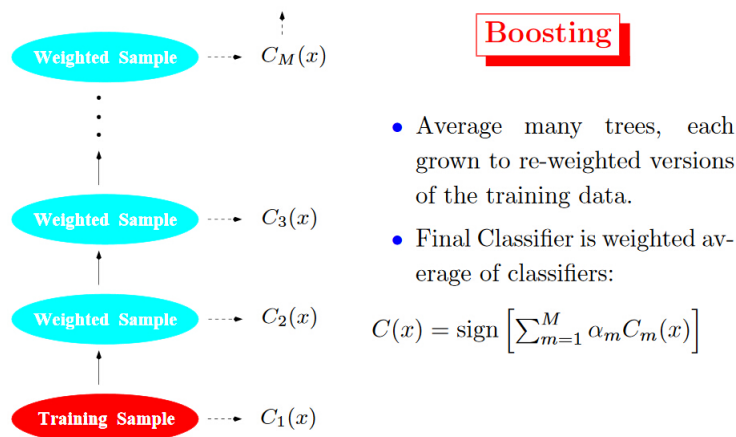 Boosting
Weighted Sample
C_M(x)
Weighted Sample
C_3(x)
Weighted Sample
C_2(x)
Training Sample
C_1(x)
• Average many trees, each
grown to re-weighted versions
of the training data.
• Final Classifier is weighted av-
erage of classifiers:
C(x) = sign [∑_{m=1}^{M} α_m C_m(x)]